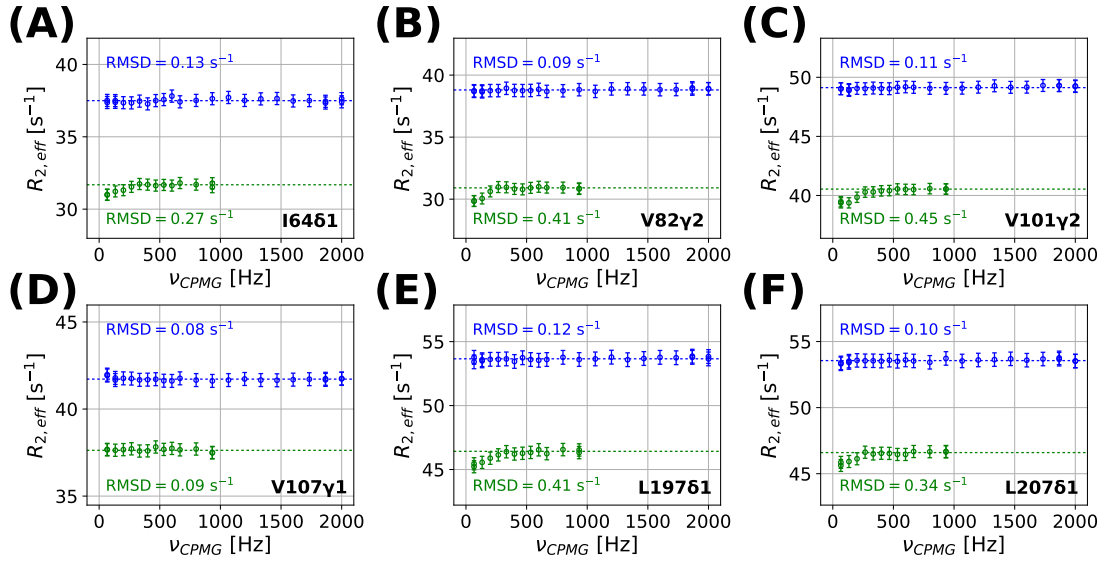 (A) (B) (C)
RMSD = 0.13 s⁻¹
RMSD = 0.27 s⁻¹
I64δ1
40
35
30
R2,eff [s⁻¹]
0 500 1000 1500 2000
νCPMG [Hz]
RMSD = 0.09 s⁻¹
RMSD = 0.41 s⁻¹
V82γ2
40
35
30
R2,eff [s⁻¹]
0 500 1000 1500 2000
νCPMG [Hz]
RMSD = 0.11 s⁻¹
RMSD = 0.45 s⁻¹
V101γ2
50
45
40
R2,eff [s⁻¹]
0 500 1000 1500 2000
νCPMG [Hz]
(D) (E) (F)
RMSD = 0.08 s⁻¹
RMSD = 0.09 s⁻¹
V107γ1
45
40
35
R2,eff [s⁻¹]
0 500 1000 1500 2000
νCPMG [Hz]
RMSD = 0.12 s⁻¹
RMSD = 0.41 s⁻¹
L197δ1
55
50
45
R2,eff [s⁻¹]
0 500 1000 1500 2000
νCPMG [Hz]
RMSD = 0.10 s⁻¹
RMSD = 0.34 s⁻¹
L207δ1
55
50
45
R2,eff [s⁻¹]
0 500 1000 1500 2000
νCPMG [Hz]